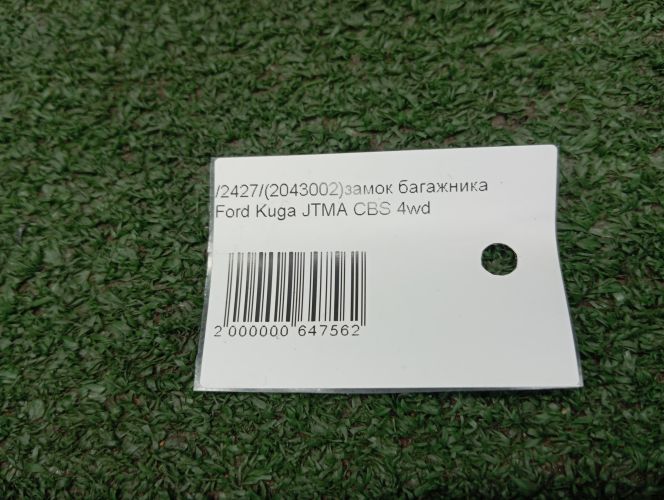 /2427/(2043002)замок багажника
Ford Kuga JTMA CBS 4wd
2 000000 647562